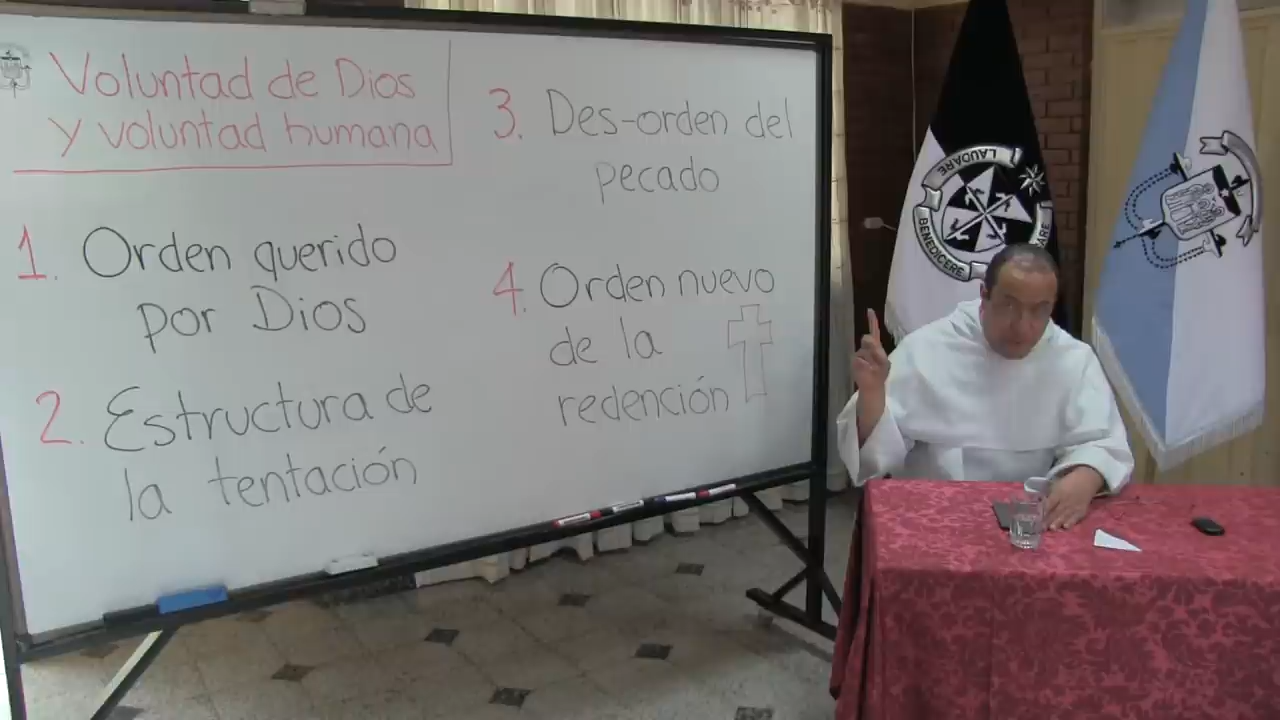 Voluntad de Dios
y voluntad humana
1. Orden querido
por Dios
2. Estructura de
la tentación
3. Des-orden del
pecado
4. Orden nuevo
de la
redención
LAUDARE
BENEDICERE